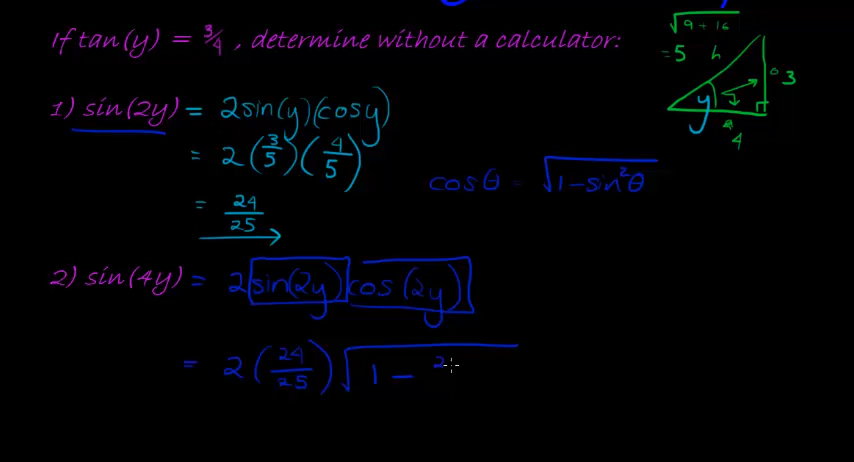 If tan(y) = 3/4, determine without a calculator:
√9 + 16
= 5 h
o 3
y
a
4
1) sin(2y) = 2sin(y)(cosy)
= 2 (3/5)(4/5)
= 24/25
cosθ = √1-sin²θ
2) sin(4y) = 2 sin(2y) cos(2y)
= 2 (24/25) √1 - 2